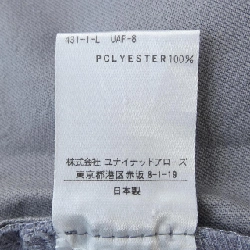 431-1-L UAF-8
POLYESTER100%
株式会社 ユナイテッドアローズ
東京都港区赤坂 8-1-19
日本製